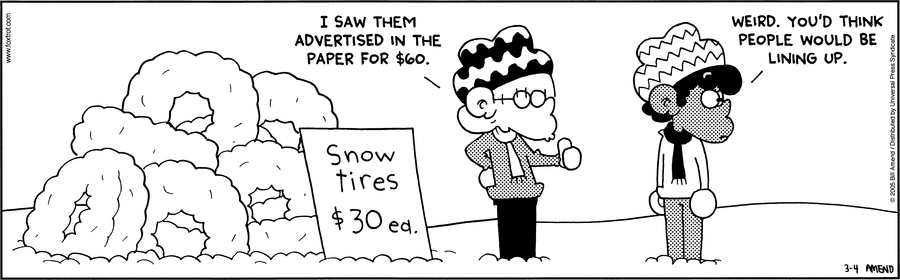 www.foxtrot.com
I SAW THEM
ADVERTISED IN THE
PAPER FOR $60.
WEIRD. YOU'D THINK
PEOPLE WOULD BE
LINING UP.
Snow
tires
$30 ea.
© 2005 Bill Amend / Distributed by Universal Press Syndicate
3-4 AMEND